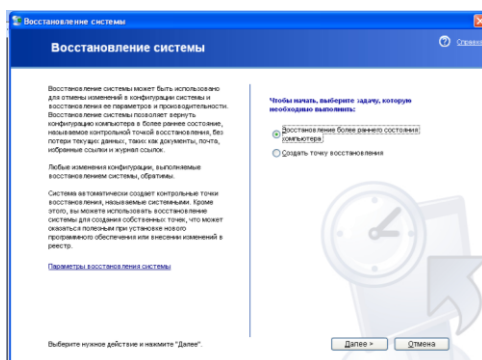 Восстановление системы
Восстановление системы
Справка
Восстановление системы может быть использовано
для отмены изменений в конфигурации системы и
восстановления ее параметров и производительности.
Восстановление системы позволяет вернуть
конфигурацию компьютера в более раннее состояние,
называемое контрольной точкой восстановления, без
потери текущих данных, таких как документы, почта,
избранные ссылки и журнал ссылок.
Любые изменения конфигурации, выполняемые
восстановлением системы, обратимы.
Система автоматически создает контрольные точки
восстановления, называемые системными. Кроме
этого, вы можете использовать восстановление
системы для создания собственных точек, что может
оказаться полезным при установке нового
программного обеспечения или внесении изменений в
реестр.
Параметры восстановления системы
Чтобы начать, выберите задачу, которую
необходимо выполнить:
Восстановление более раннего состояния
компьютера
Создать точку восстановления
Выберите нужное действие и нажмите "Далее".
Далее >
Отмена